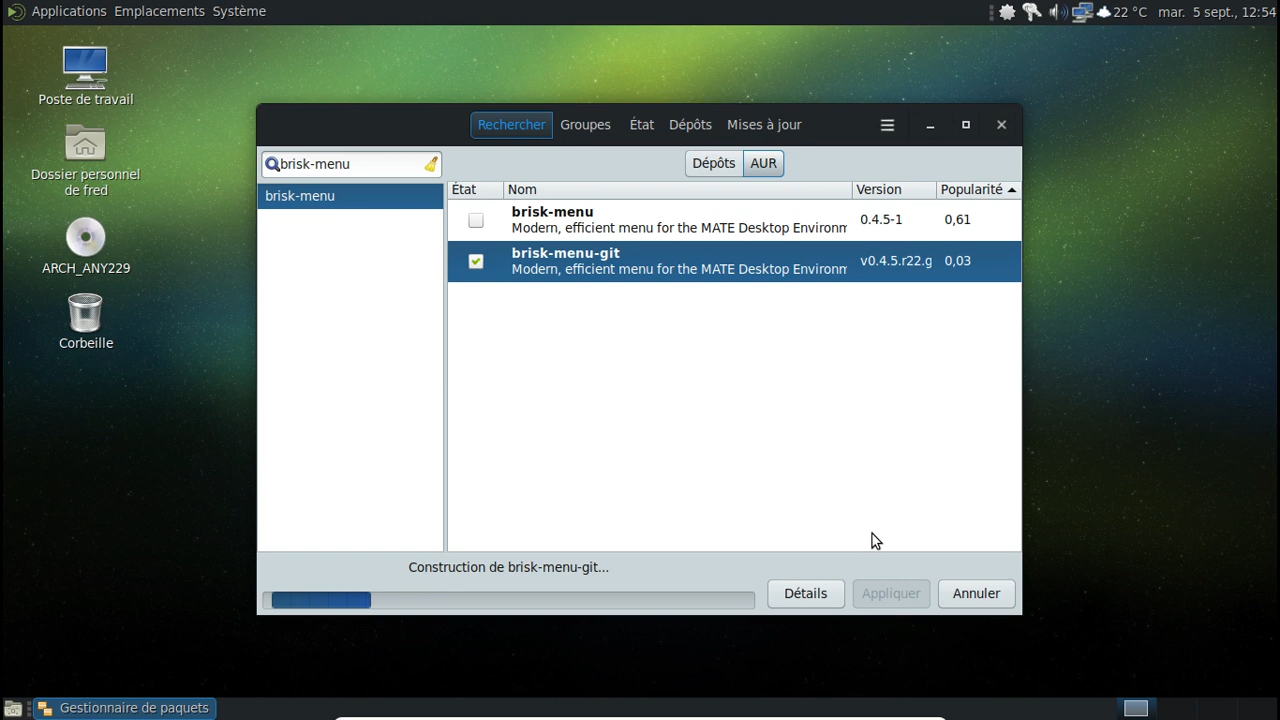 Applications Emplacements Système
22 °C mar. 5 sept., 12:54
Poste de travail
Dossier personnel
de fred
ARCH_ANY229
Corbeille
Rechercher Groupes État Dépôts Mises à jour
brisk-menu
Dépôts AUR
brisk-menu
État Nom Version Popularité
brisk-menu
Modern, efficient menu for the MATE Desktop Environm
0.4.5-1 0,61
brisk-menu-git
Modern, efficient menu for the MATE Desktop Environm
v0.4.5.r22.g 0,03
Construction de brisk-menu-git...
Détails Appliquer Annuler
Gestionnaire de paquets